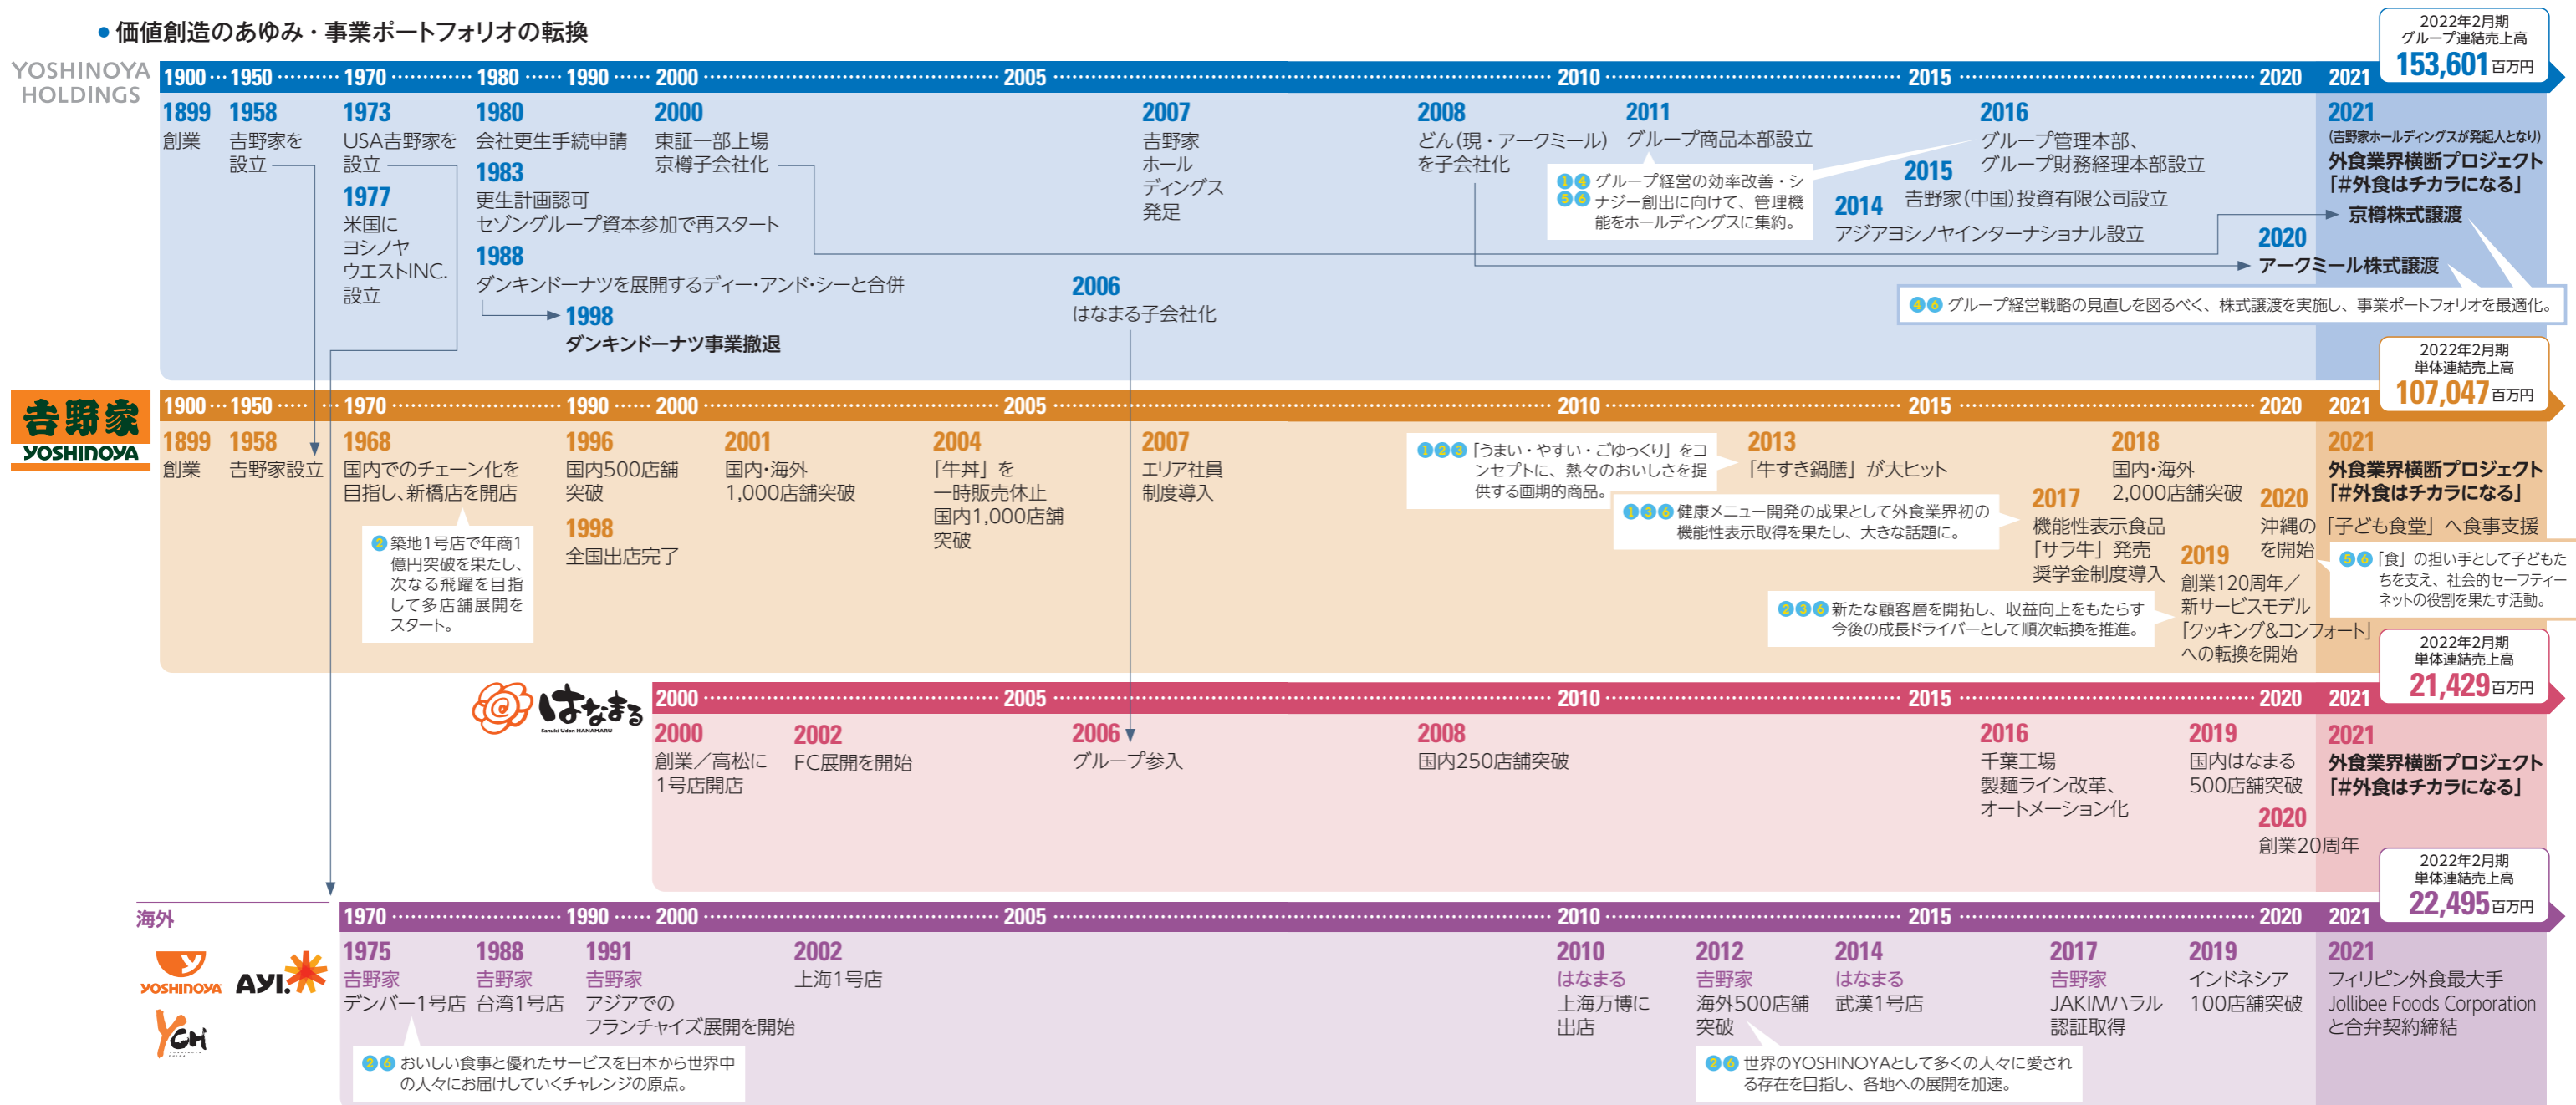 ● 価値創造のあゆみ・事業ポートフォリオの転換
YOSHINOYA
HOLDINGS
1900 1950 1970 1980 1990 2000 2005 2010 2015 2020 2021
2022年2月期
グループ連結売上高
153,601百万円
1899
創業
1958
𠮷野家を
設立
1973
USA𠮷野家を
設立
1977
米国に
ヨシノヤ
ウエストINC.
設立
1980
会社更生手続申請
1983
更生計画認可
セゾングループ資本参加で再スタート
1988
ダンキンドーナツを展開するディー・アンド・シーと合併
1998
ダンキンドーナツ事業撤退
2000
東証一部上場
京樽子会社化
2006
はなまる子会社化
2007
𠮷野家
ホール
ディングス
発足
2008
どん(現・アークミール)
を子会社化
2011
グループ商品本部設立
❶❹ グループ経営の効率改善・シ
❺❻ ナジー創出に向けて、管理機
能をホールディングスに集約。
2014
アジアヨシノヤインターナショナル設立
2015
𠮷野家(中国)投資有限公司設立
2016
グループ管理本部、
グループ財務経理本部設立
2020
アークミール株式譲渡
2021
(𠮷野家ホールディングスが発起人となり)
外食業界横断プロジェクト
「#外食はチカラになる」
京樽株式譲渡
❹❻ グループ経営戦略の見直しを図るべく、株式譲渡を実施し、事業ポートフォリオを最適化。
𠮷野家
YOSHINOYA
1900 1950 1970 1990 2000 2005 2010 2015 2020 2021
2022年2月期
単体連結売上高
107,047百万円
1899
創業
1958
𠮷野家設立
1968
国内でのチェーン化を
目指し、新橋店を開店
❷ 築地1号店で年商1
億円突破を果たし、
次なる飛躍を目指
して多店舗展開を
スタート。
1996
国内500店舗
突破
1998
全国出店完了
2001
国内・海外
1,000店舗突破
2004
「牛丼」を
一時販売休止
国内1,000店舗
突破
2007
エリア社員
制度導入
❶❷❸「うまい・やすい・ごゆっくり」をコ
ンセプトに、熱々のおいしさを提
供する画期的商品。
2013
「牛すき鍋膳」が大ヒット
❶❸❻ 健康メニュー開発の成果として外食業界初の
機能性表示取得を果たし、大きな話題に。
2017
機能性表示食品
「サラ牛」発売
奨学金制度導入
2018
国内・海外
2,000店舗突破
❷❸❻ 新たな顧客層を開拓し、収益向上をもたらす
今後の成長ドライバーとして順次転換を推進。
2019
創業120周年／
新サービスモデル
「クッキング&コンフォート」
への転換を開始
2020
沖縄の「子ども食堂」へ食事支援
を開始
❺❻「食」の担い手として子どもた
ちを支え、社会的セーフティー
ネットの役割を果たす活動。
2021
外食業界横断プロジェクト
「#外食はチカラになる」
はなまる
Sanuki Udon HANAMARU
2000 2005 2010 2015 2020 2021
2022年2月期
単体連結売上高
21,429百万円
2000
創業／高松に
1号店開店
2002
FC展開を開始
2006
グループ参入
2008
国内250店舗突破
2016
千葉工場
製麺ライン改革、
オートメーション化
2019
国内はなまる
500店舗突破
2020
創業20周年
2021
外食業界横断プロジェクト
「#外食はチカラになる」
海外
YOSHINOYA
AYI.
YCH
1970 1990 2000 2005 2010 2015 2020 2021
2022年2月期
単体連結売上高
22,495百万円
1975
𠮷野家
デンバー1号店
❷❻ おいしい食事と優れたサービスを日本から世界中
の人々にお届けしていくチャレンジの原点。
1988
𠮷野家
台湾1号店
1991
𠮷野家
アジアでの
フランチャイズ展開を開始
2002
上海1号店
2010
はなまる
上海万博に
出店
2012
𠮷野家
海外500店舗
突破
❷❻ 世界のYOSHINOYAとして多くの人々に愛され
る存在を目指し、各地への展開を加速。
2014
はなまる
武漢1号店
2017
𠮷野家
JAKIMハラル
認証取得
2019
インドネシア
100店舗突破
2021
フィリピン外食最大手
Jollibee Foods Corporation
と合弁契約締結